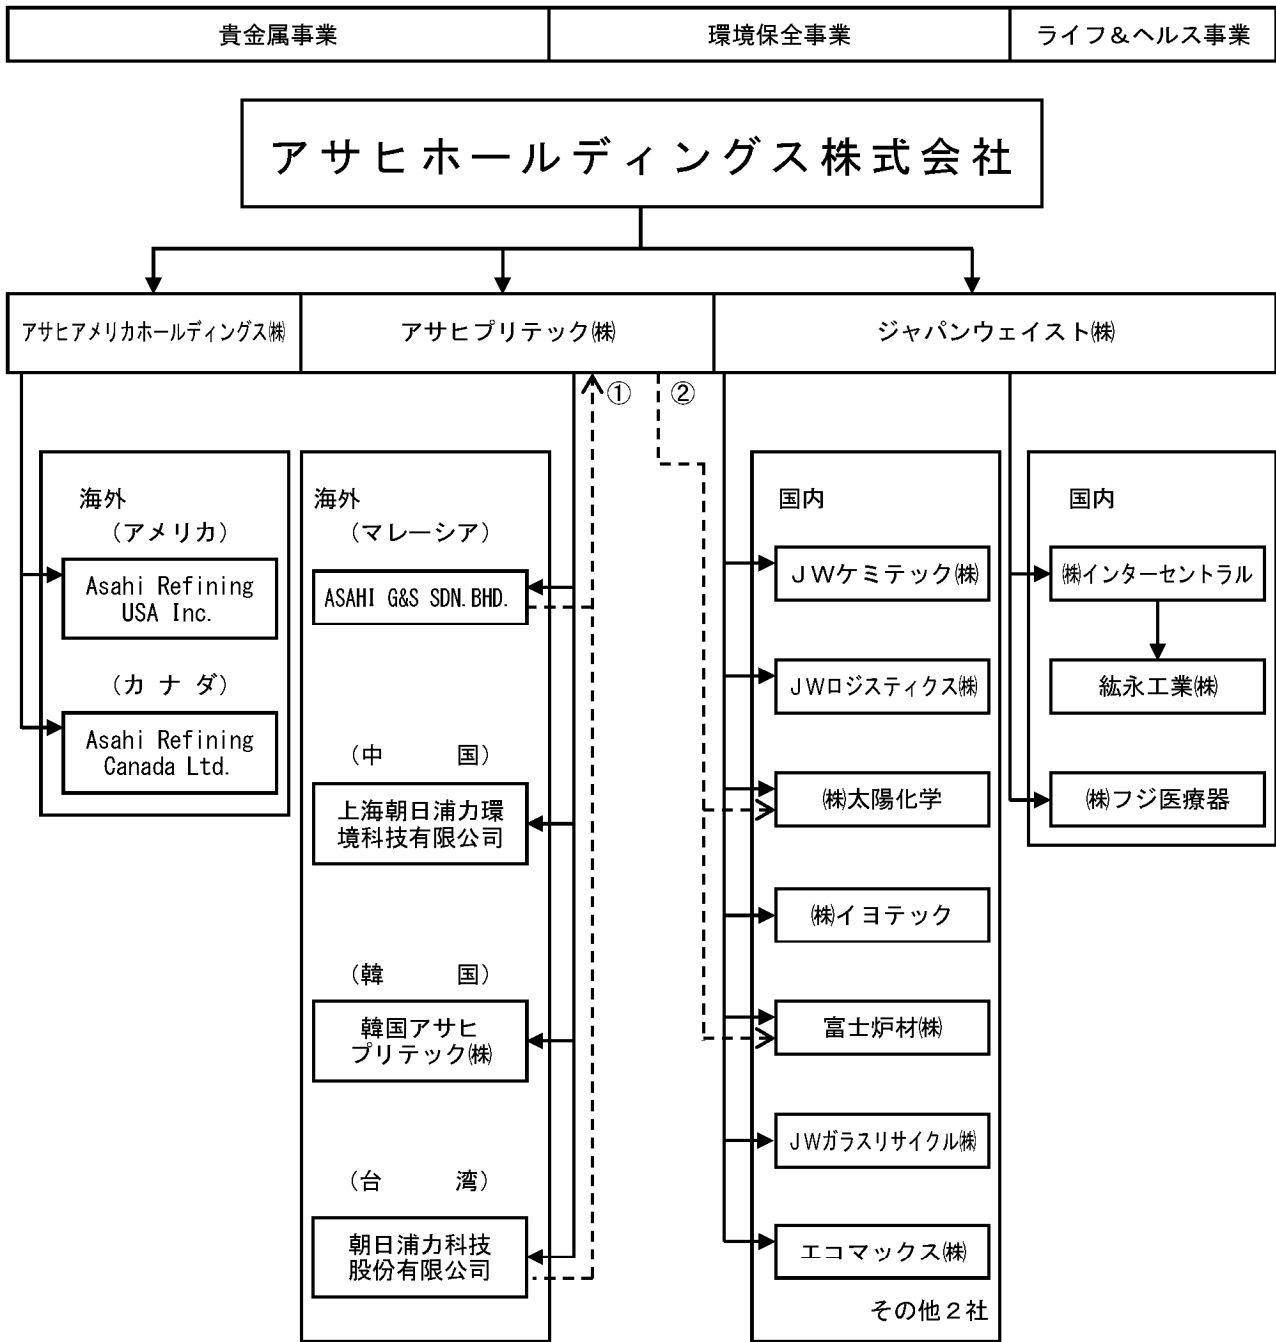 貴金属事業
環境保全事業
ライフ&ヘルス事業
アサヒホールディングス株式会社
アサヒアメリカホールディングス㈱
アサヒプリテック㈱
ジャパンウェイスト㈱
①
②
海外
(アメリカ)
Asahi Refining
USA Inc.
(カナダ)
Asahi Refining
Canada Ltd.
海外
(マレーシア)
ASAHI G&S SDN.BHD.
(中 国)
上海朝日浦力環
境科技有限公司
(韓 国)
韓国アサヒ
プリテック㈱
(台 湾)
朝日浦力科技
股份有限公司
国内
JWケミテック㈱
JWロジスティクス㈱
㈱太陽化学
㈱イヨテック
富士炉材㈱
JWガラスリサイクル㈱
エコマックス㈱
その他2社
国内
㈱インターセントラル
紘永工業㈱
㈱フジ医療器